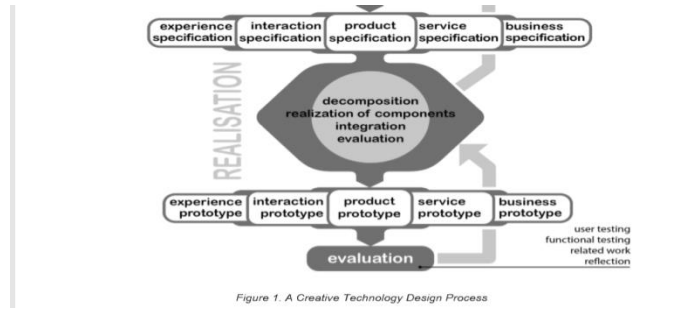 experience interaction product service business
specification specification specification specification specification
REALISATION
decomposition
realization of components
integration
evaluation
experience interaction product service business
prototype prototype prototype prototype prototype
evaluation
user testing
functional testing
related work
reflection
Figure 1. A Creative Technology Design Process